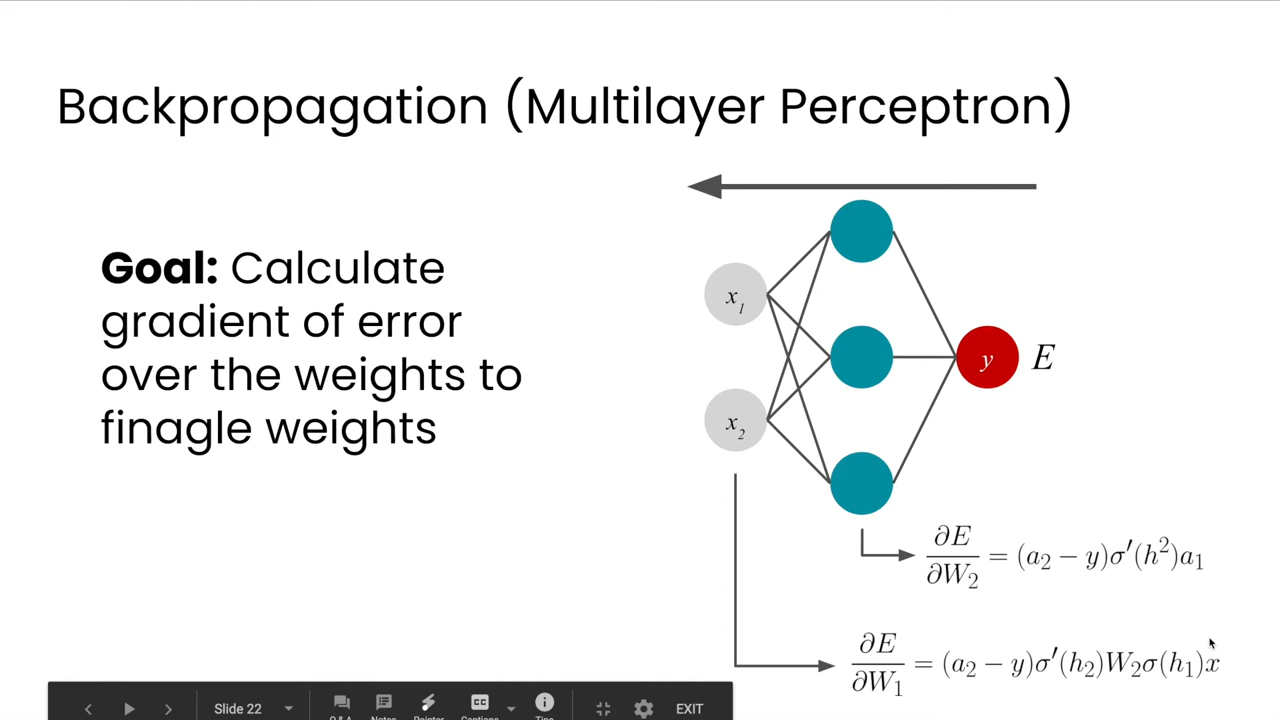 Backpropagation (Multilayer Perceptron)
Goal: Calculate
gradient of error
over the weights to
finagle weights
x₁
x₂
y
E
∂E/∂W₂ = (a₂ − y)σ′(h²)a₁
∂E/∂W₁ = (a₂ − y)σ′(h₂)W₂σ(h₁)x
Slide 22
Q & A
Notes
Pointer
CC
Captions
Tips
EXIT